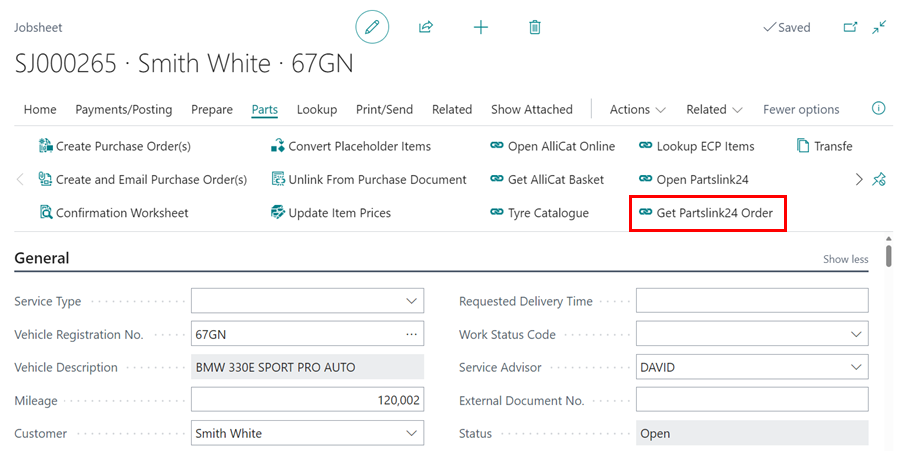 Jobsheet
Saved
SJ000265 · Smith White · 67GN
Home Payments/Posting Prepare Parts Lookup Print/Send Related Show Attached Actions Related Fewer options
Create Purchase Order(s) Convert Placeholder Items Open AlliCat Online Lookup ECP Items Transfe
Create and Email Purchase Order(s) Unlink From Purchase Document Get AlliCat Basket Open Partslink24
Confirmation Worksheet Update Item Prices Tyre Catalogue Get Partslink24 Order
General Show less
Service Type Requested Delivery Time
Vehicle Registration No. 67GN Work Status Code
Vehicle Description BMW 330E SPORT PRO AUTO Service Advisor DAVID
Mileage 120,002 External Document No.
Customer Smith White Status Open